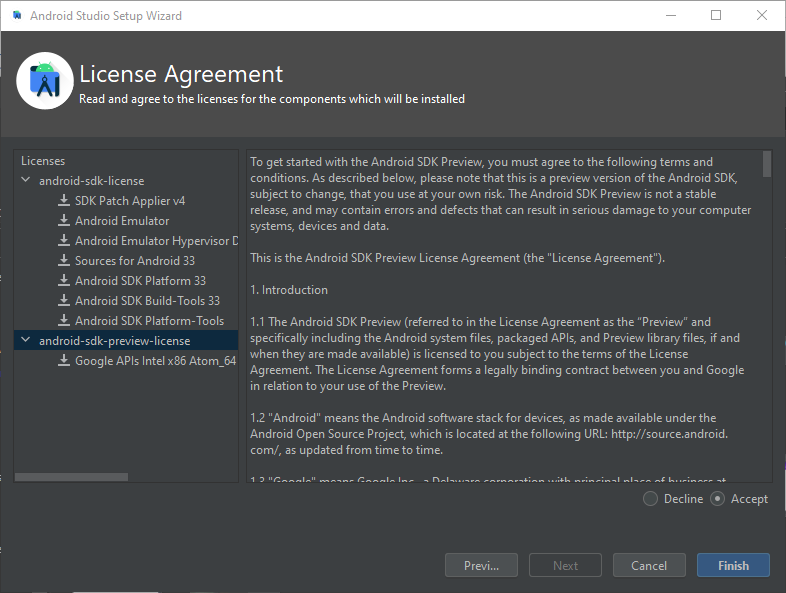 Android Studio Setup Wizard
License Agreement
Read and agree to the licenses for the components which will be installed
Licenses
android-sdk-license
SDK Patch Applier v4
Android Emulator
Android Emulator Hypervisor D
Sources for Android 33
Android SDK Platform 33
Android SDK Build-Tools 33
Android SDK Platform-Tools
android-sdk-preview-license
Google APIs Intel x86 Atom_64
To get started with the Android SDK Preview, you must agree to the following terms and
conditions. As described below, please note that this is a preview version of the Android SDK,
subject to change, that you use at your own risk. The Android SDK Preview is not a stable
release, and may contain errors and defects that can result in serious damage to your computer
systems, devices and data.
This is the Android SDK Preview License Agreement (the "License Agreement").
1. Introduction
1.1 The Android SDK Preview (referred to in the License Agreement as the “Preview” and
specifically including the Android system files, packaged APIs, and Preview library files, if and
when they are made available) is licensed to you subject to the terms of the License
Agreement. The License Agreement forms a legally binding contract between you and Google
in relation to your use of the Preview.
1.2 "Android" means the Android software stack for devices, as made available under the
Android Open Source Project, which is located at the following URL: http://source.android.
com/, as updated from time to time.
1.3 "Google" means Google Inc., a Delaware corporation with principal place of business at
Decline
Accept
Previ...
Next
Cancel
Finish